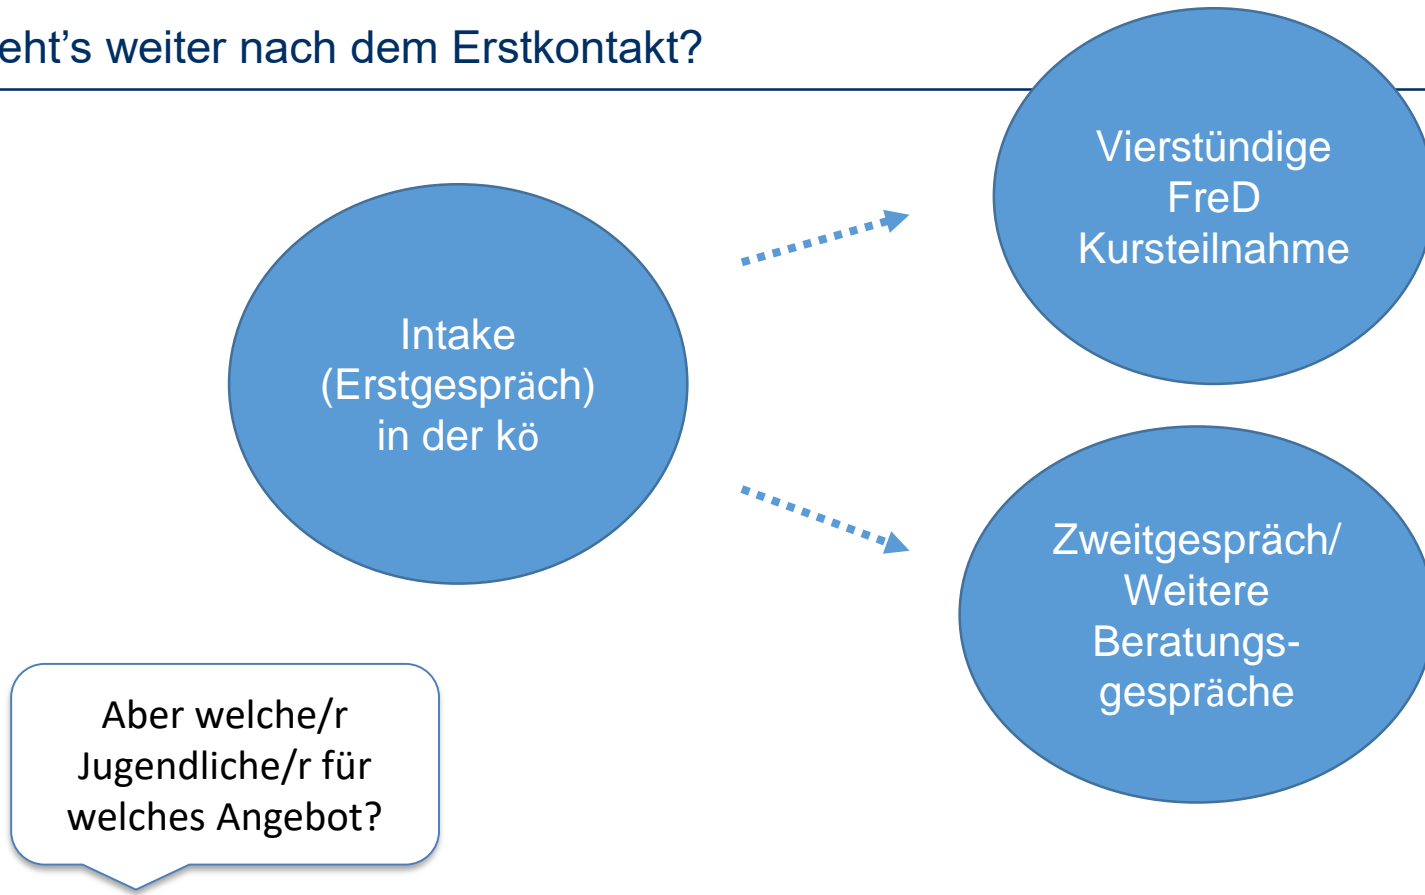 eht's weiter nach dem Erstkontakt?
Vierstündige
FreD
Kursteilnahme
Intake
(Erstgespräch)
in der kö
Zweitgespräch/
Weitere
Beratungs-
gespräche
Aber welche/r
Jugendliche/r für
welches Angebot?